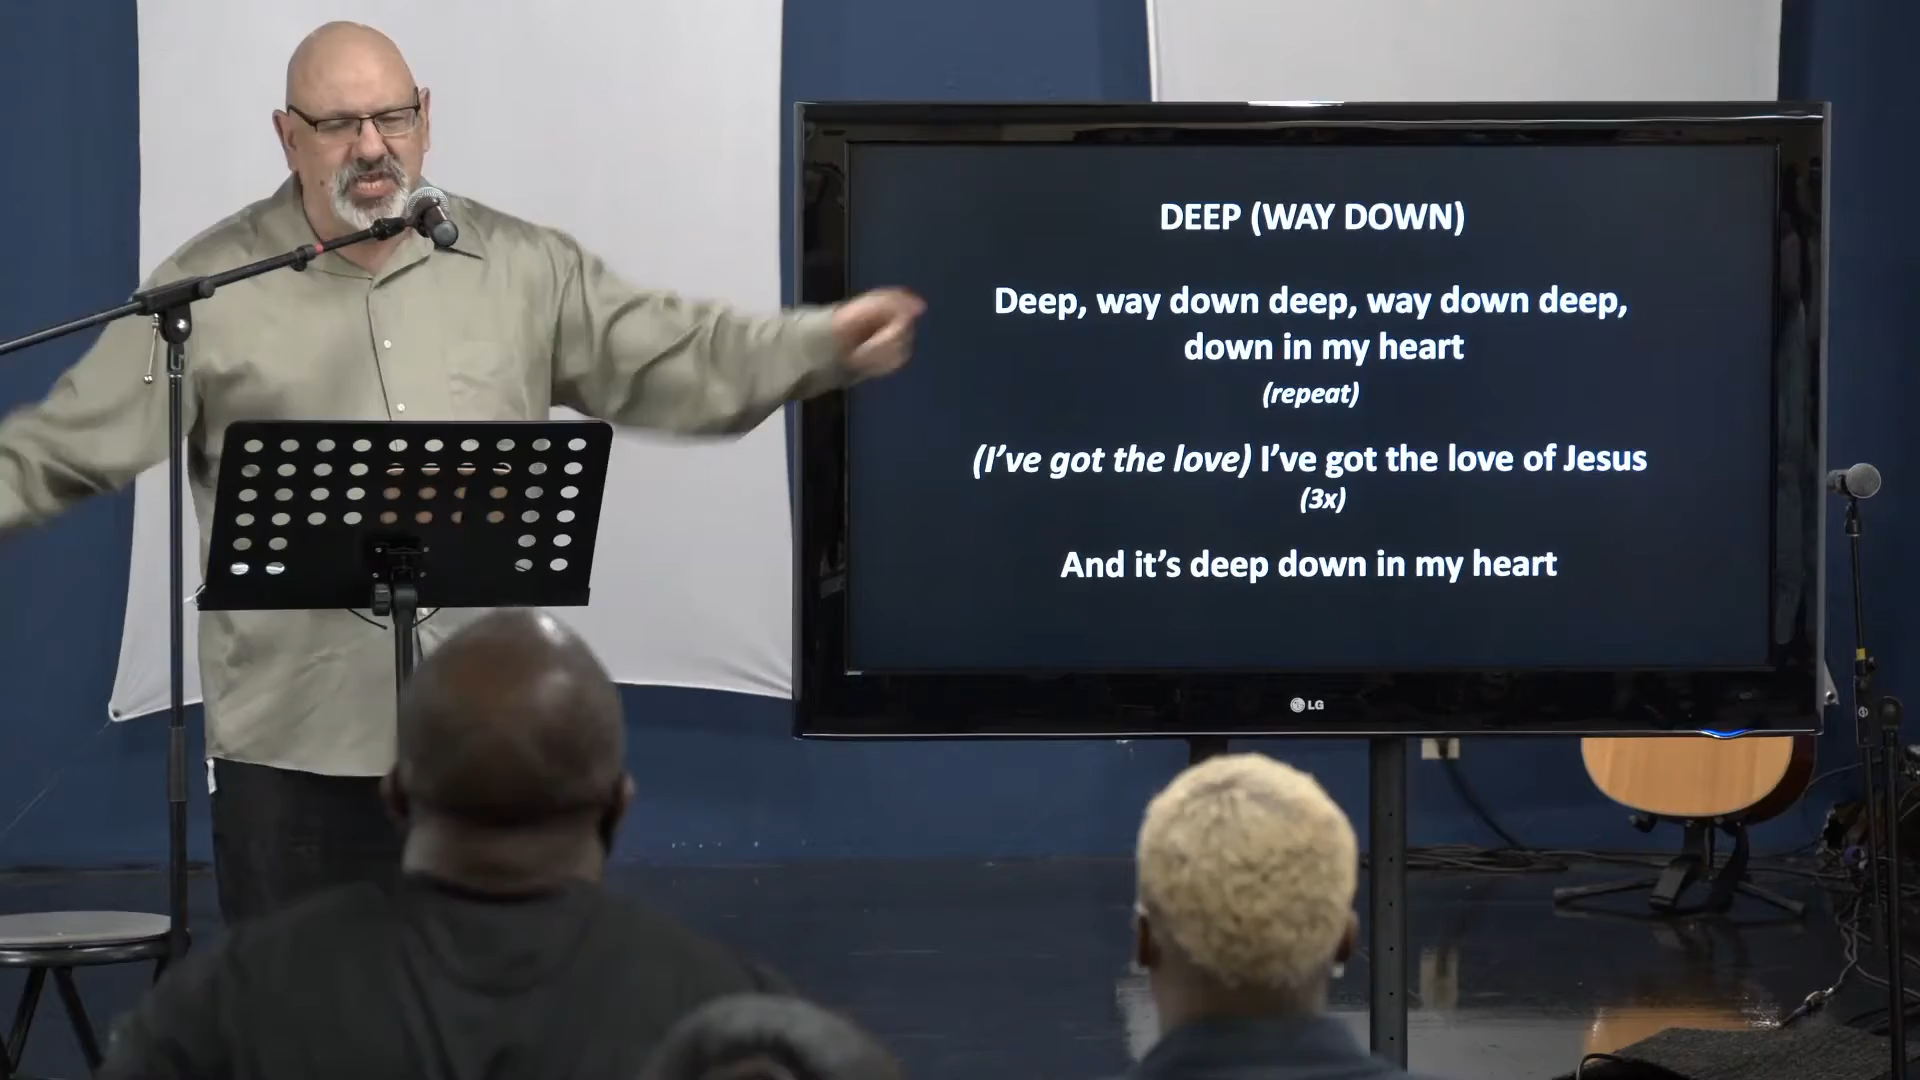 DEEP (WAY DOWN)
Deep, way down deep, way down deep,
down in my heart
(repeat)
(I've got the love) I've got the love of Jesus
(3x)
And it's deep down in my heart
LG